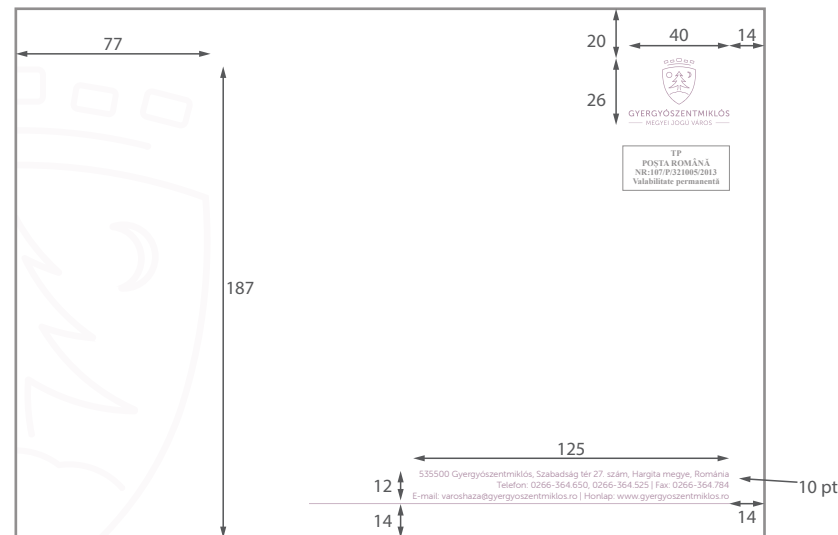 77
20
40
14
26
GYERGYÓSZENTMIKLÓS
MEGYEI JOGÚ VÁROS
TP
POȘTA ROMÂNĂ
NR:107/P/321005/2013
Valabilitate permanentă
187
125
535500 Gyergyószentmiklós, Szabadság tér 27. szám, Hargita megye, Románia
Telefon: 0266-364.650, 0266-364.525 | Fax: 0266-364.784
E-mail: varoshaza@gyergyoszentmiklos.ro | Honlap: www.gyergyoszentmiklos.ro
12
10 pt
14
14